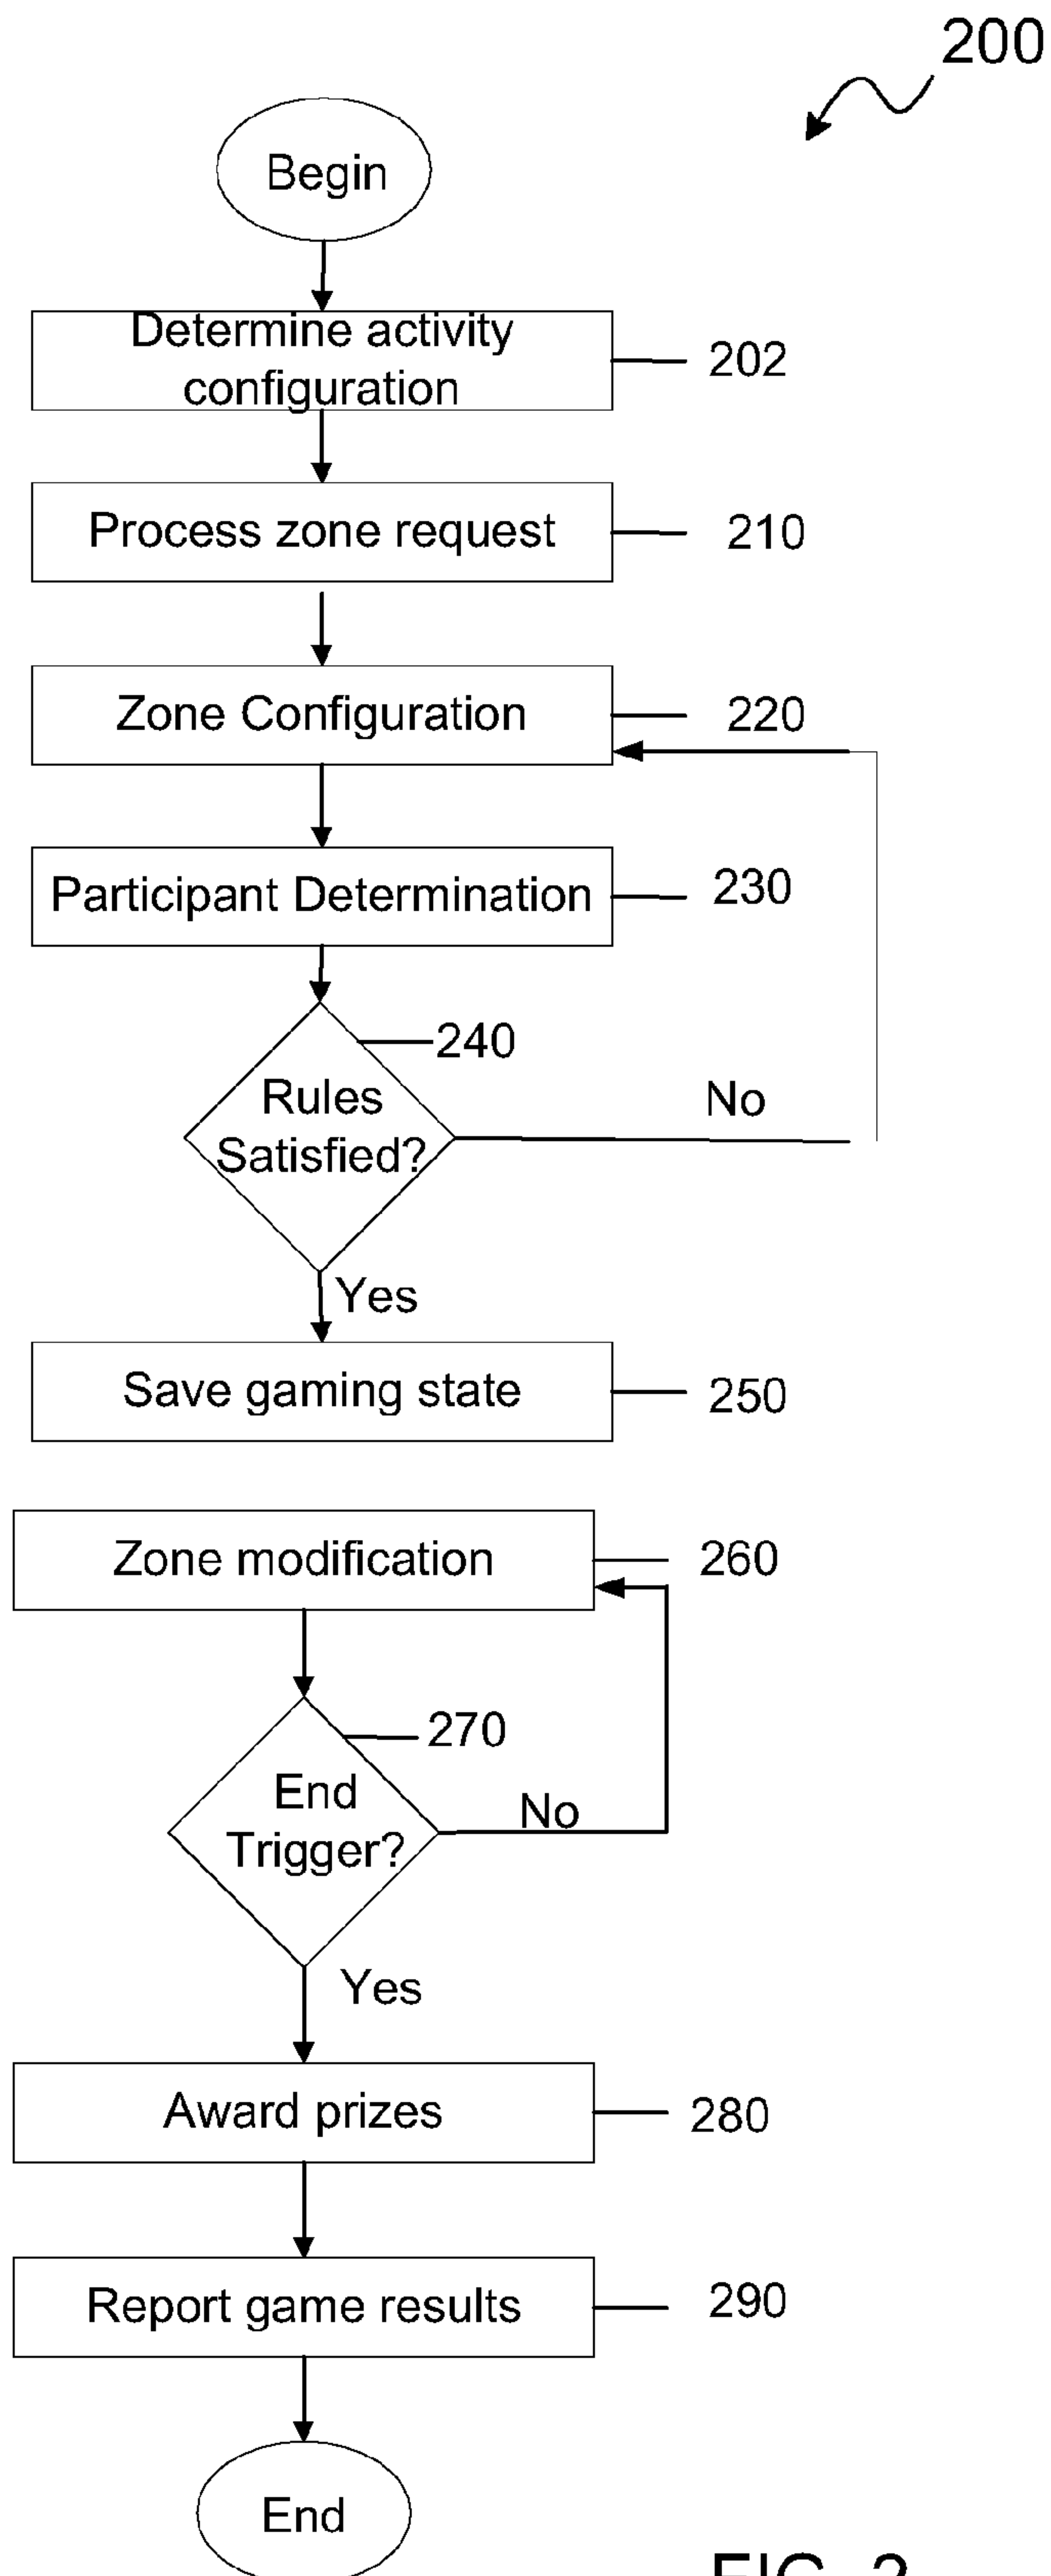 200
Begin
Determine activity
configuration
202
Process zone request
210
Zone Configuration
220
Participant Determination
230
240
Rules
Satisfied?
No
Yes
Save gaming state
250
Zone modification
260
270
End
Trigger?
No
Yes
Award prizes
280
Report game results
290
End
FIG. 2